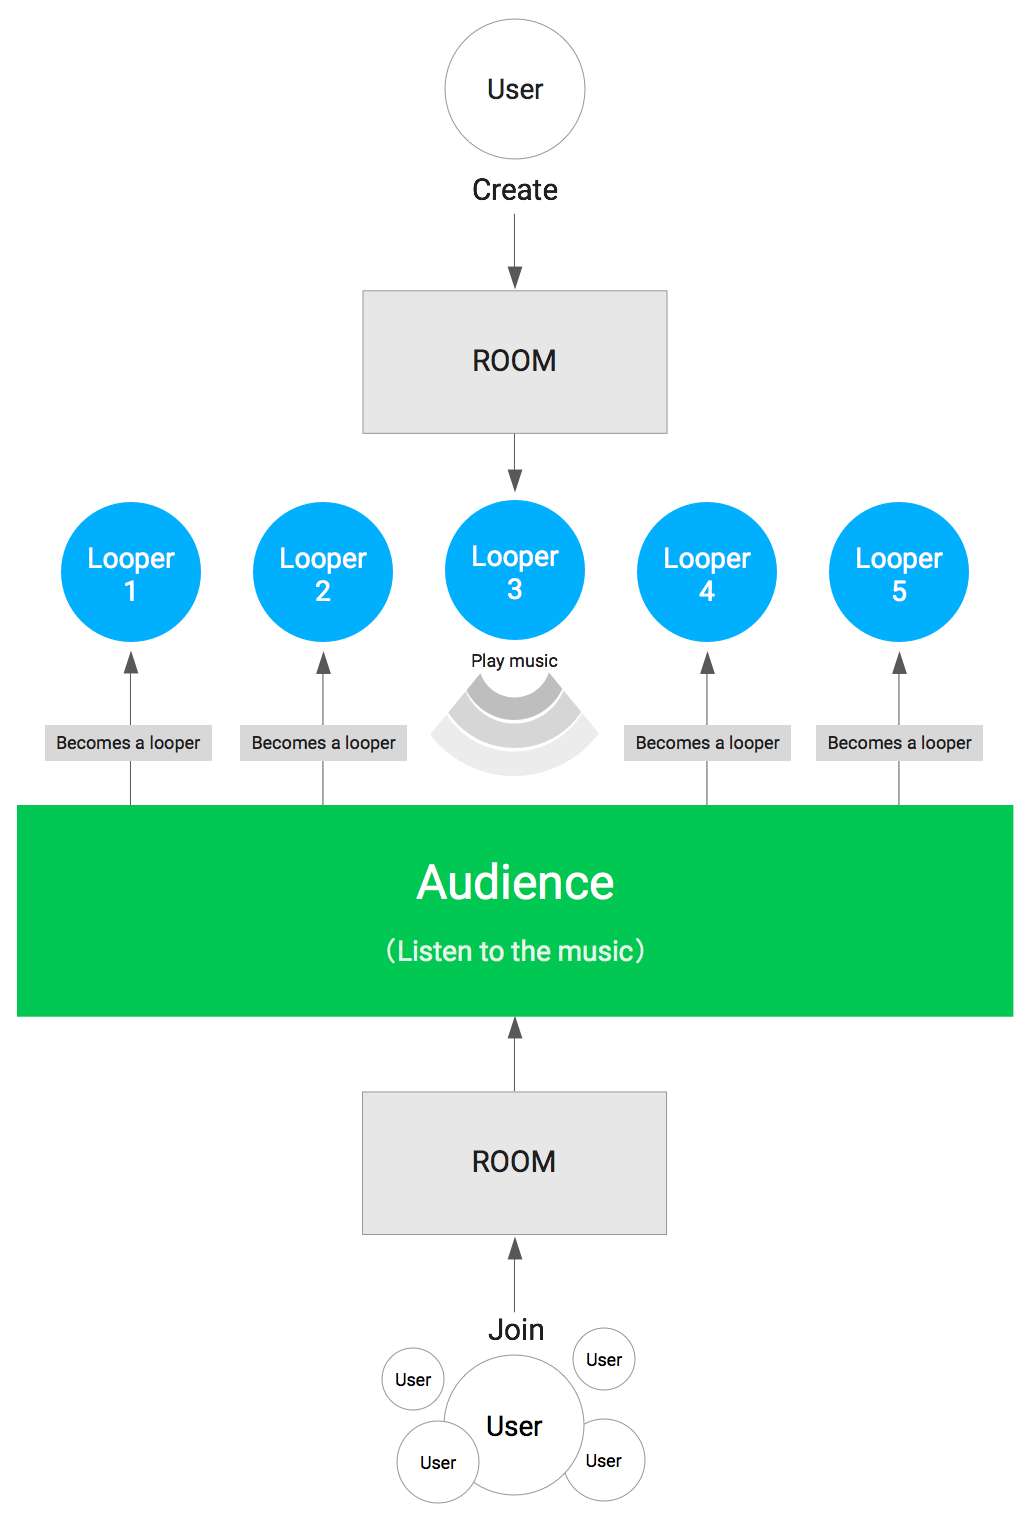 User
Create
ROOM
Looper
1
Looper
2
Looper
3
Looper
4
Looper
5
Play music
Becomes a looper
Becomes a looper
Becomes a looper
Becomes a looper
Audience
(Listen to the music)
ROOM
Join
User
User
User
User
User